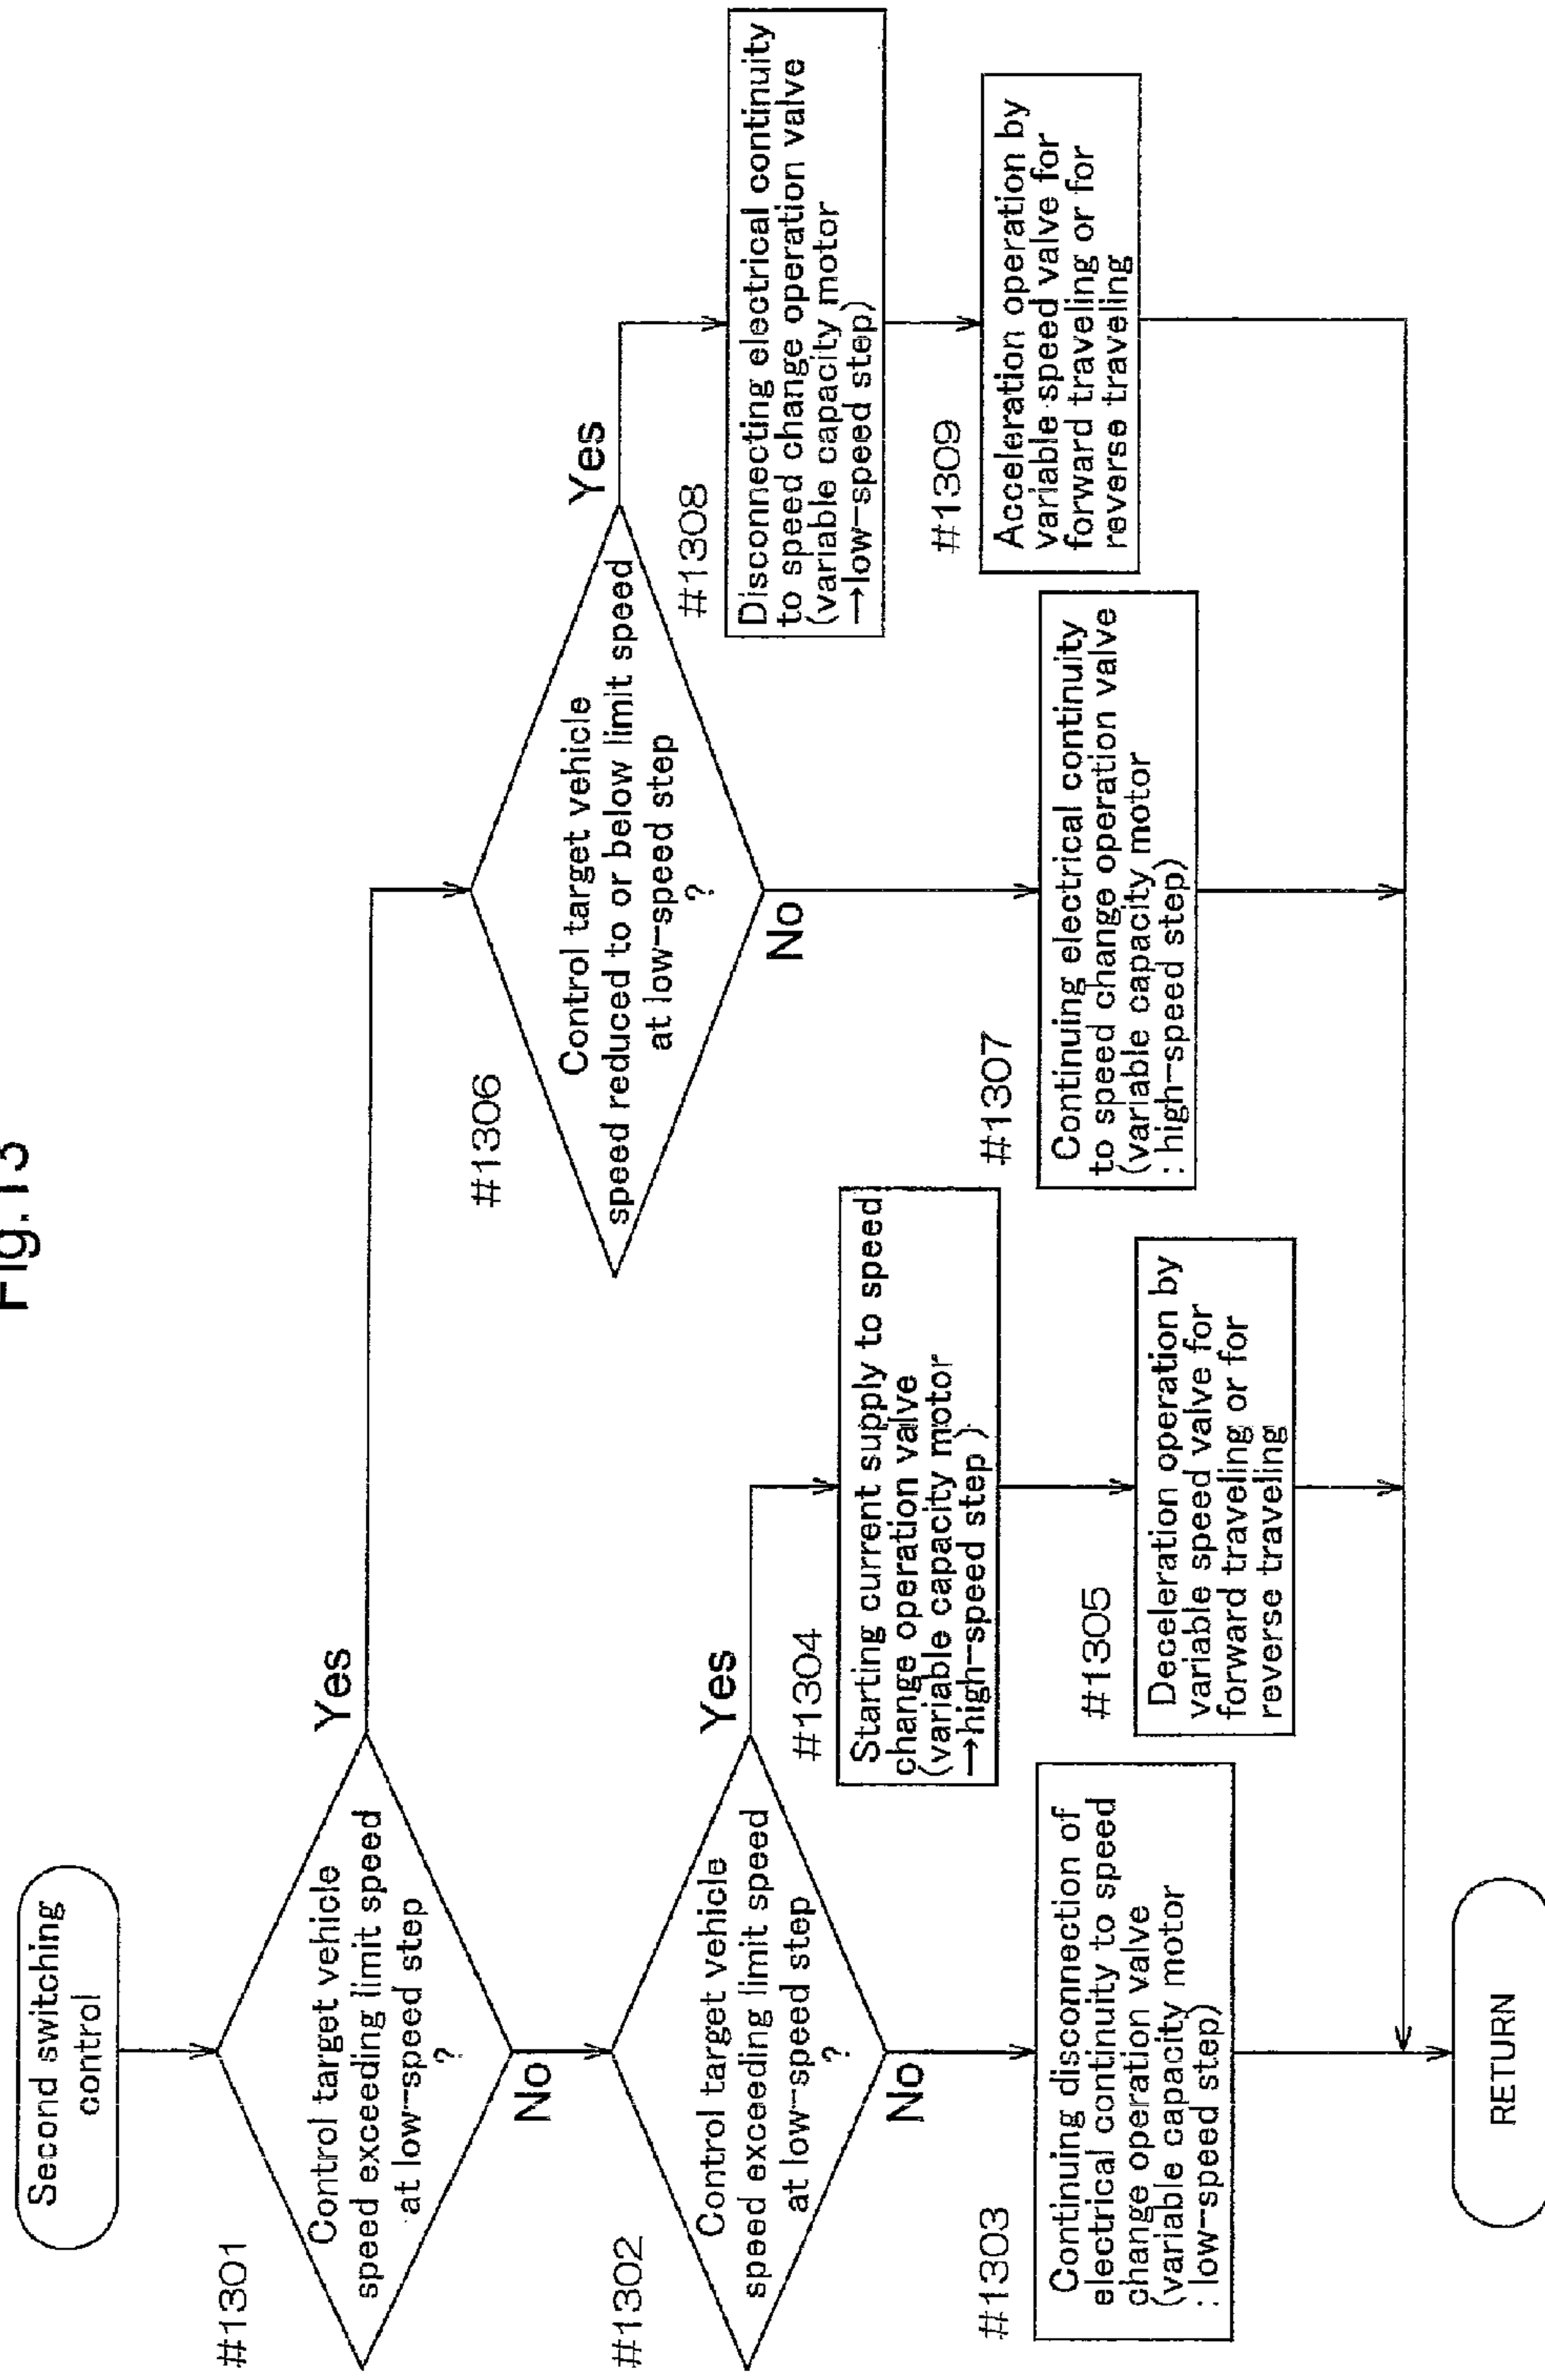 Fig.13
Second switching
control
#1301
Control target vehicle
speed exceeding limit speed
at low-speed step
?
Yes
No
#1302
Control target vehicle
speed exceeding limit speed
at low-speed step
?
Yes
No
#1303
Continuing disconnection of
electrical continuity to speed
change operation valve
(variable capacity motor
: low-speed step)
#1304
Starting current supply to speed
change operation valve
(variable capacity motor
→high-speed step )
#1305
Deceleration operation by
variable speed valve for
forward traveling or for
reverse traveling
#1306
Control target vehicle
speed reduced to or below limit speed
at low-speed step
?
Yes
No
#1307
Continuing electrical continuity
to speed change operation valve
(variable capacity motor
: high-speed step)
#1308
Disconnecting electrical continuity
to speed change operation valve
(variable capacity motor
→low-speed step)
#1309
Acceleration operation by
variable speed valve for
forward traveling or for
reverse traveling
RETURN